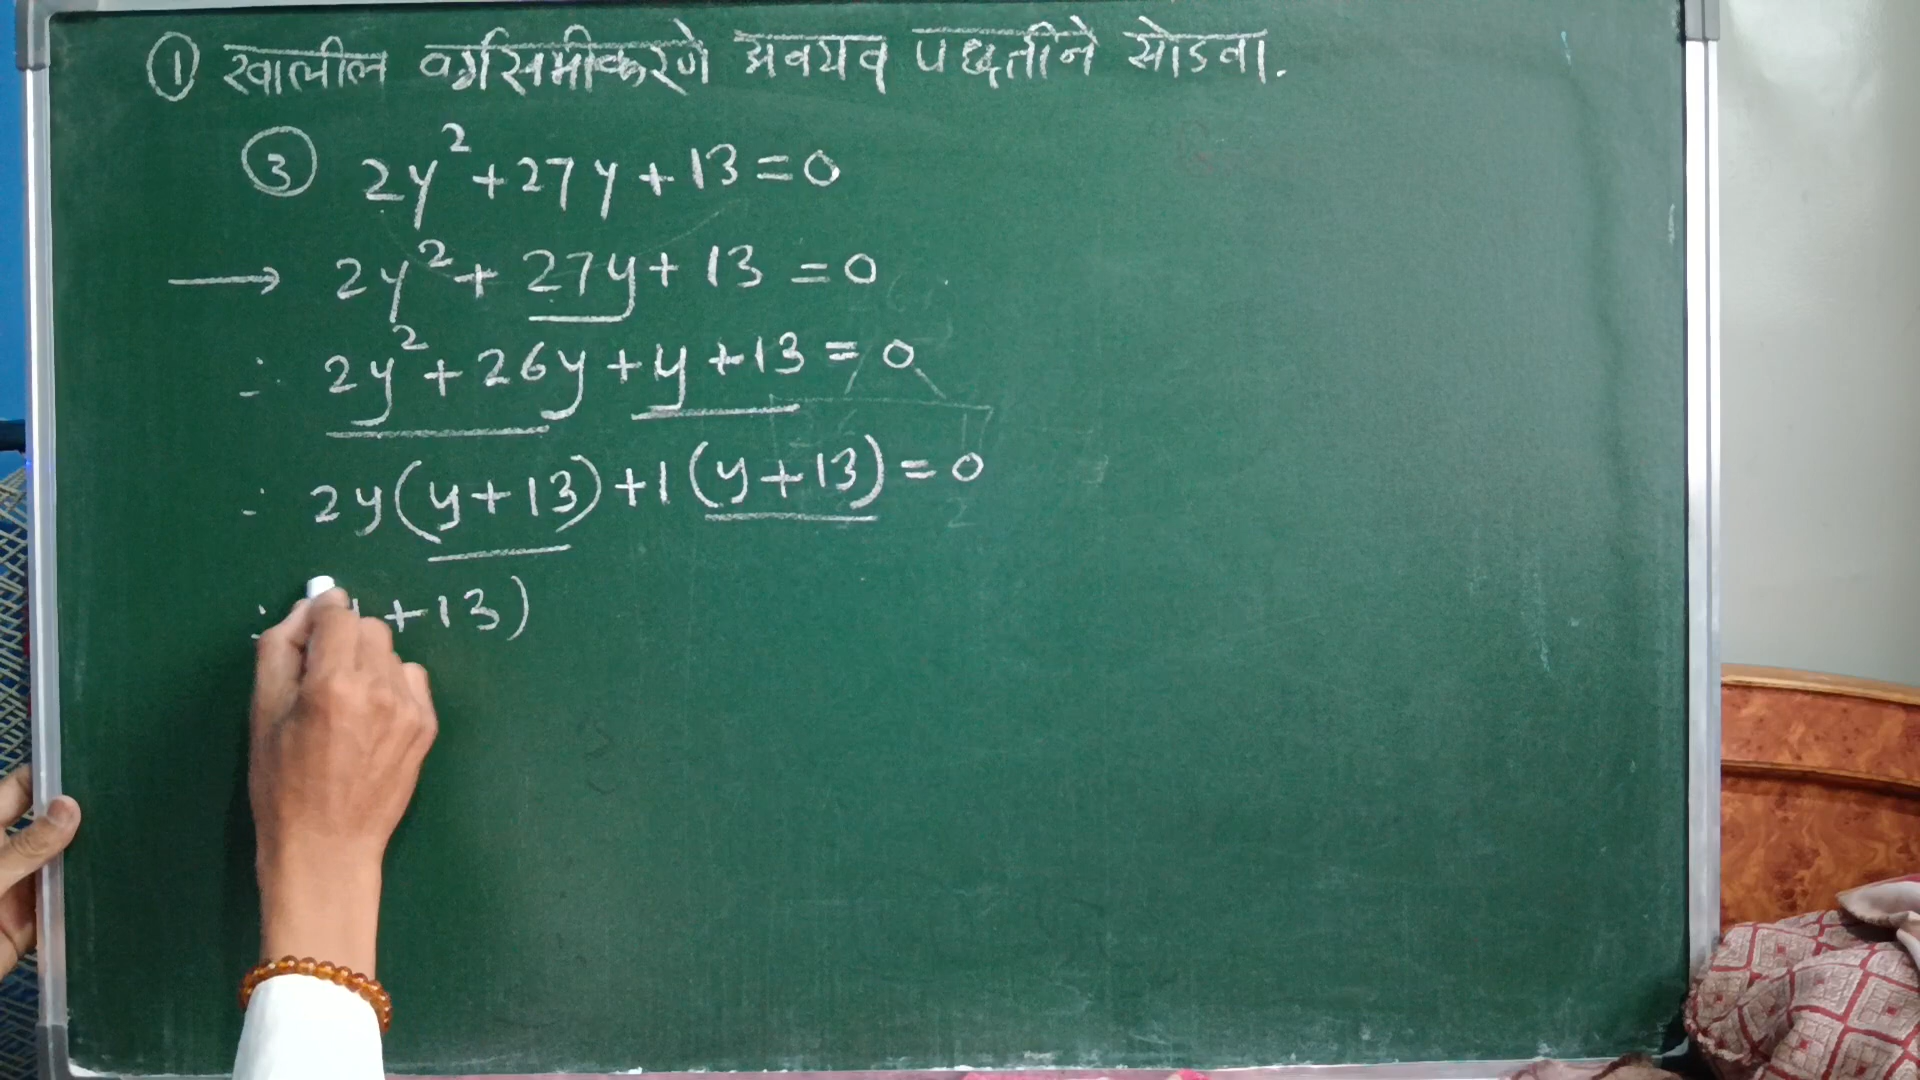 ① खालील वर्गसमीकरणे अवयव पद्धतीने सोडवा.
③ 2y² + 27y + 13 = 0
→ 2y² + 27y + 13 = 0
∴ 2y² + 26y + y + 13 = 0
∴ 2y(y+13) + 1(y+13) = 0
∴ + 13)